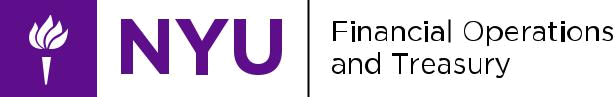 NYU
Financial Operations
and Treasury